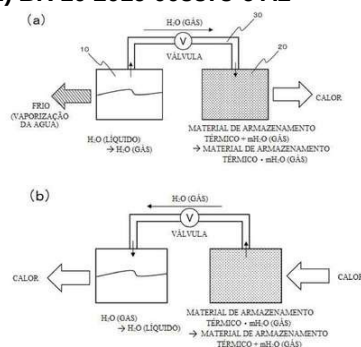 (a)
H₂O (GÁS)
30
10
V
20
VÁLVULA
FRIO
(VAPORIZAÇÃO
DA AGUA)
CALOR
H₂O (LÍQUIDO)
→ H₂O (GÁS)
MATERIAL DE ARMAZENAMENTO
TÉRMICO + mH₂O (GÁS)
→ MATERIAL DE ARMAZENAMENTO
TÉRMICO • mH₂O (GÁS)
(b)
H₂O (GÁS)
V
VÁLVULA
CALOR
CALOR
H₂O (GAS)
→ H₂O (LÍQUIDO)
MATERIAL DE ARMAZENAMENTO
TÉRMICO • mH₂O (GÁS)
→ MATERIAL DE ARMAZENAMENTO
TÉRMICO + mH₂O (GÁS)